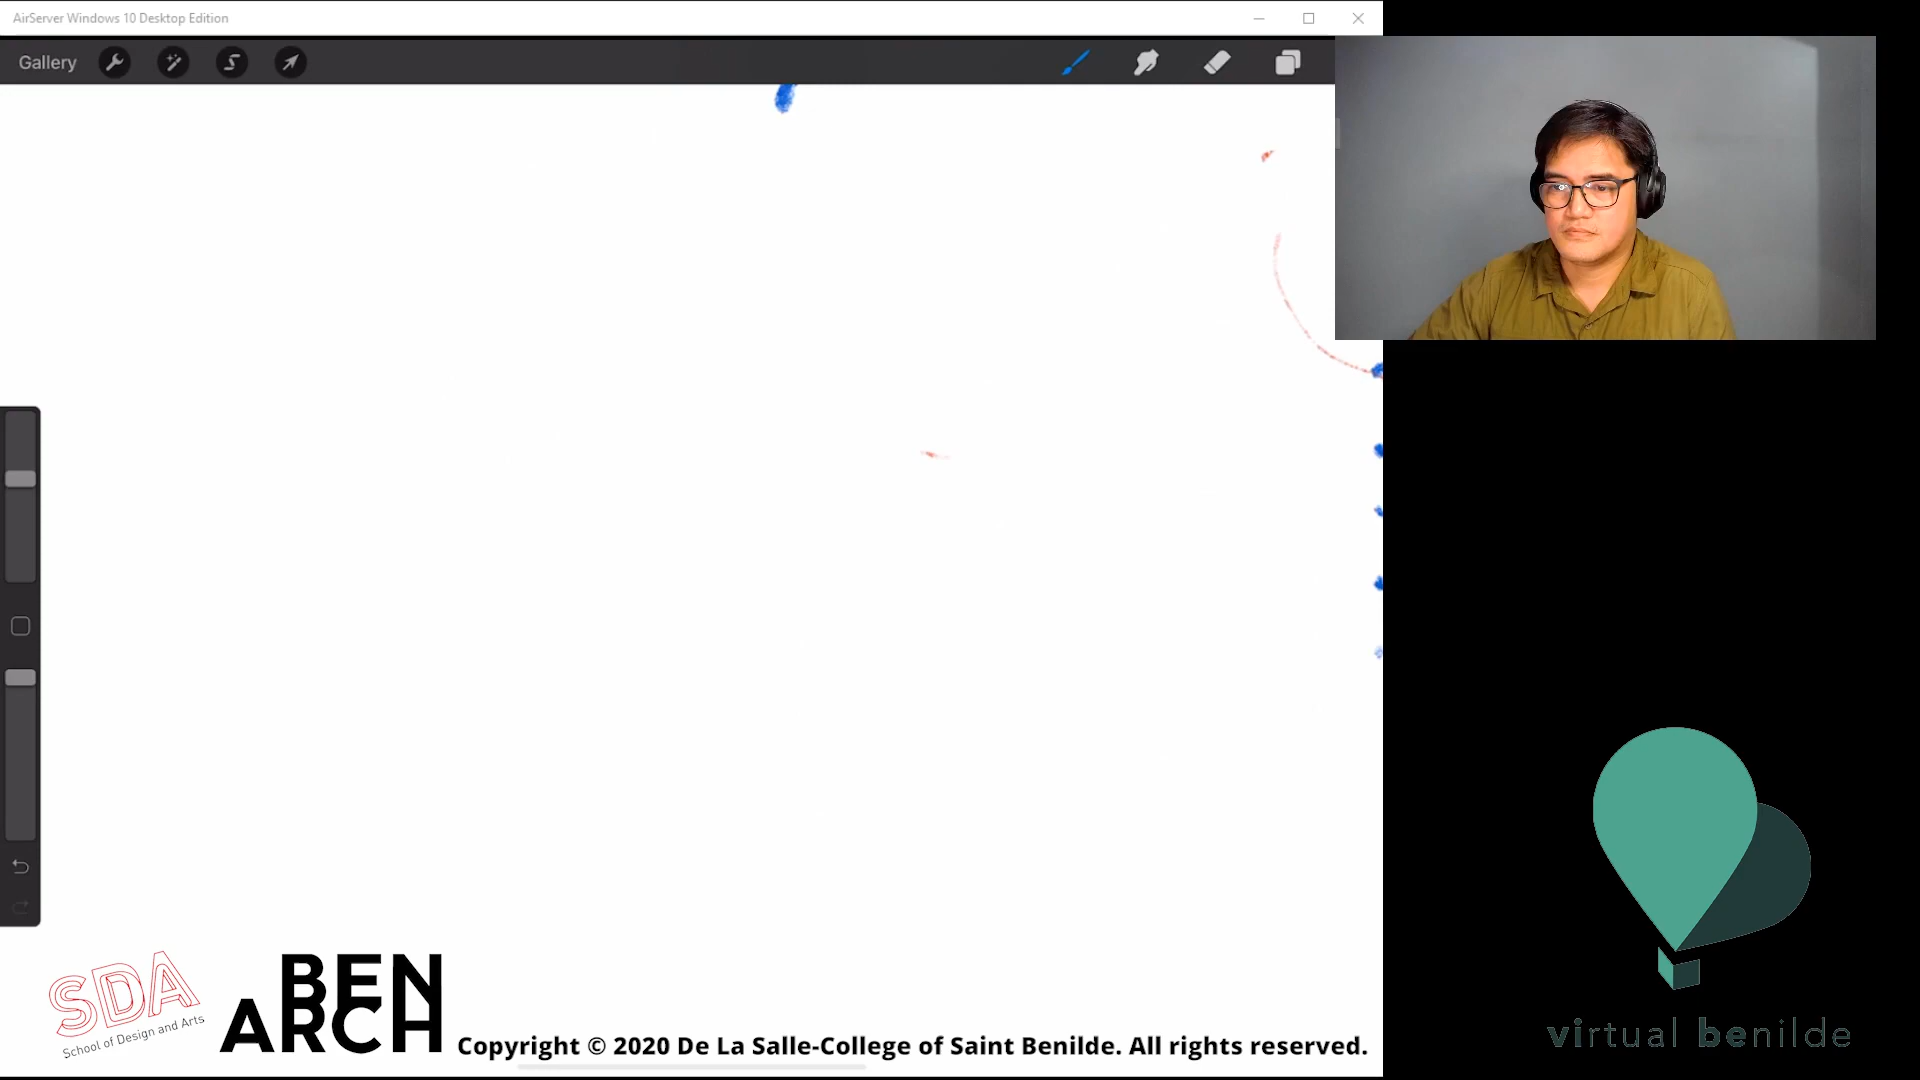 AirServer Windows 10 Desktop Edition
Gallery
SDA
School of Design and Arts
BEN
ARCH
Copyright © 2020 De La Salle-College of Saint Benilde. All rights reserved.
virtual benilde